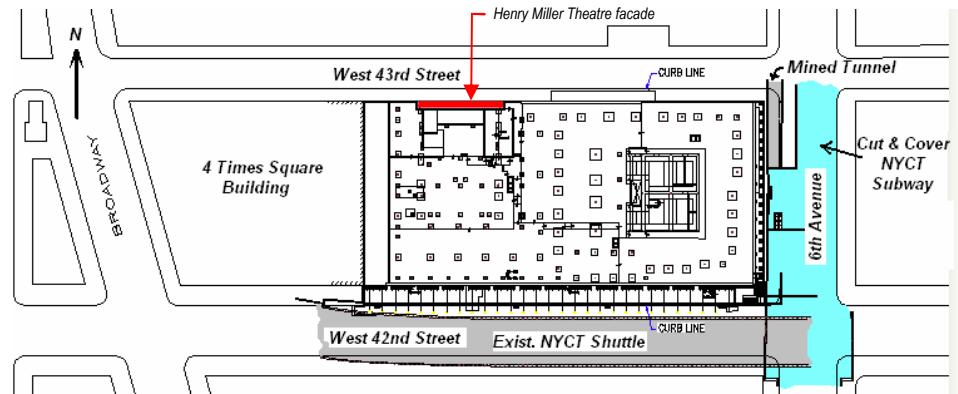 Henry Miller Theatre facade
N
West 43rd Street
CURB LINE
Mined Tunnel
4 Times Square
Building
BROADWAY
Cut & Cover
NYCT
Subway
6th Avenue
West 42nd Street
Exist. NYCT Shuttle
CURB LINE